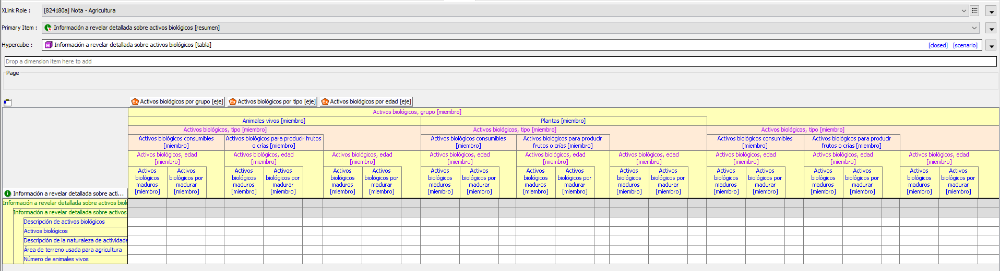 XLink Role : [824180a] Nota - Agricultura
Primary Item : Información a revelar detallada sobre activos biológicos [resumen]
Hypercube : Información a revelar detallada sobre activos biológicos [tabla] [closed] [scenario]
Drop a dimension item here to add
Page
Activos biológicos por grupo [eje] Activos biológicos por tipo [eje] Activos biológicos por edad [eje]
Activos biológicos, grupo [miembro]
Animales vivos [miembro] Plantas [miembro]
Activos biológicos, tipo [miembro] Activos biológicos, tipo [miembro] Activos biológicos, tipo [miembro]
Activos biológicos consumibles Activos biológicos para producir frutos Activos biológicos consumibles Activos biológicos para producir Activos biológicos consumibles Activos biológicos para producir
[miembro] o crías [miembro] [miembro] frutos o crías [miembro] [miembro] frutos o crías [miembro]
Activos biológicos, edad Activos biológicos, edad Activos biológicos, edad Activos biológicos, edad Activos biológicos, edad Activos biológicos, edad Activos biológicos, edad Activos biológicos, edad Activos biológicos, edad
[miembro] [miembro] [miembro] [miembro] [miembro] [miembro] [miembro] [miembro] [miembro]
Activos Activos Activos Activos Activos Activos Activos Activos Activos Activos Activos Activos Activos Activos Activos Activos Activos Activos
biológicos biológicos por biológicos biológicos por biológicos biológicos por biológicos biológicos por biológicos biológicos por biológicos biológicos por biológicos biológicos por biológicos biológicos por biológicos biológicos por
maduros madurar maduros madurar maduros madurar maduros madurar maduros madurar maduros madurar maduros madurar maduros madurar maduros madurar
[miembro] [miembro] [miembro] [miembro] [miembro] [miembro] [miembro] [miembro] [miembro] [miembro] [miembro] [miembro] [miembro] [miembro] [miembro] [miembro] [miembro] [miembro]
Información a revelar detallada sobre acti...
Información a revelar detallada sobre activos bioló
Información a revelar detallada sobre activos
Descripción de activos biológicos
Activos biológicos
Descripción de la naturaleza de actividade
Área de terreno usada para agricultura
Número de animales vivos